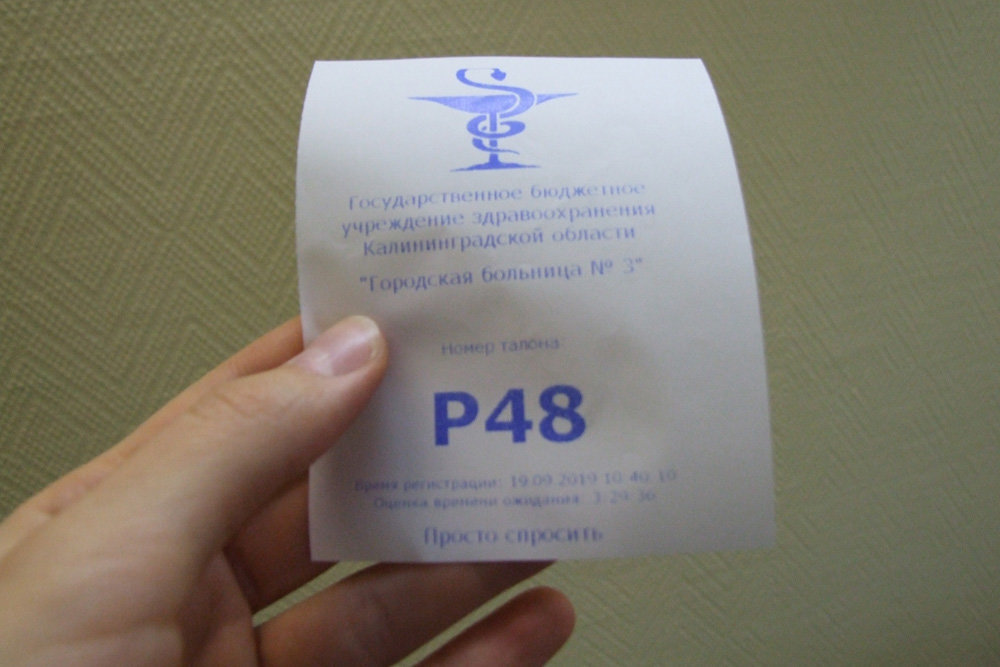 Государственное бюджетное
учреждение здравоохранения
Калининградской области
"Городская больница № 3"
Номер талона
Р48
Время регистрации: 19.09.2019 10:40:10
Оценка времени ожидания: 3:29:36
Просто спросить